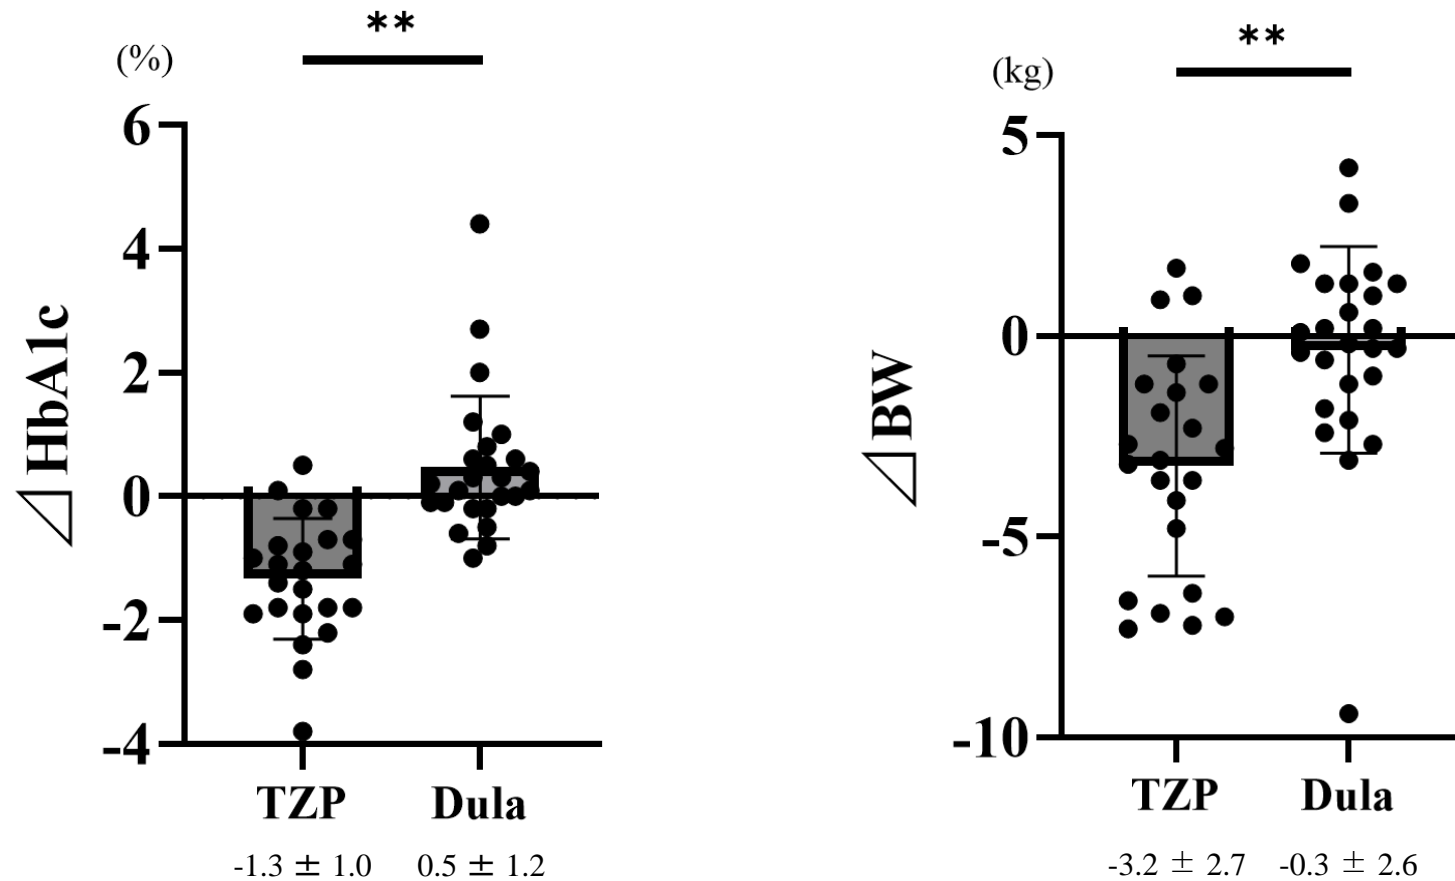 (%)
**
6
4
2
0
-2
-4
⊿HbA1c
TZP
Dula
-1.3 ± 1.0
0.5 ± 1.2
(kg)
**
5
0
-5
-10
⊿BW
TZP
Dula
-3.2 ± 2.7
-0.3 ± 2.6